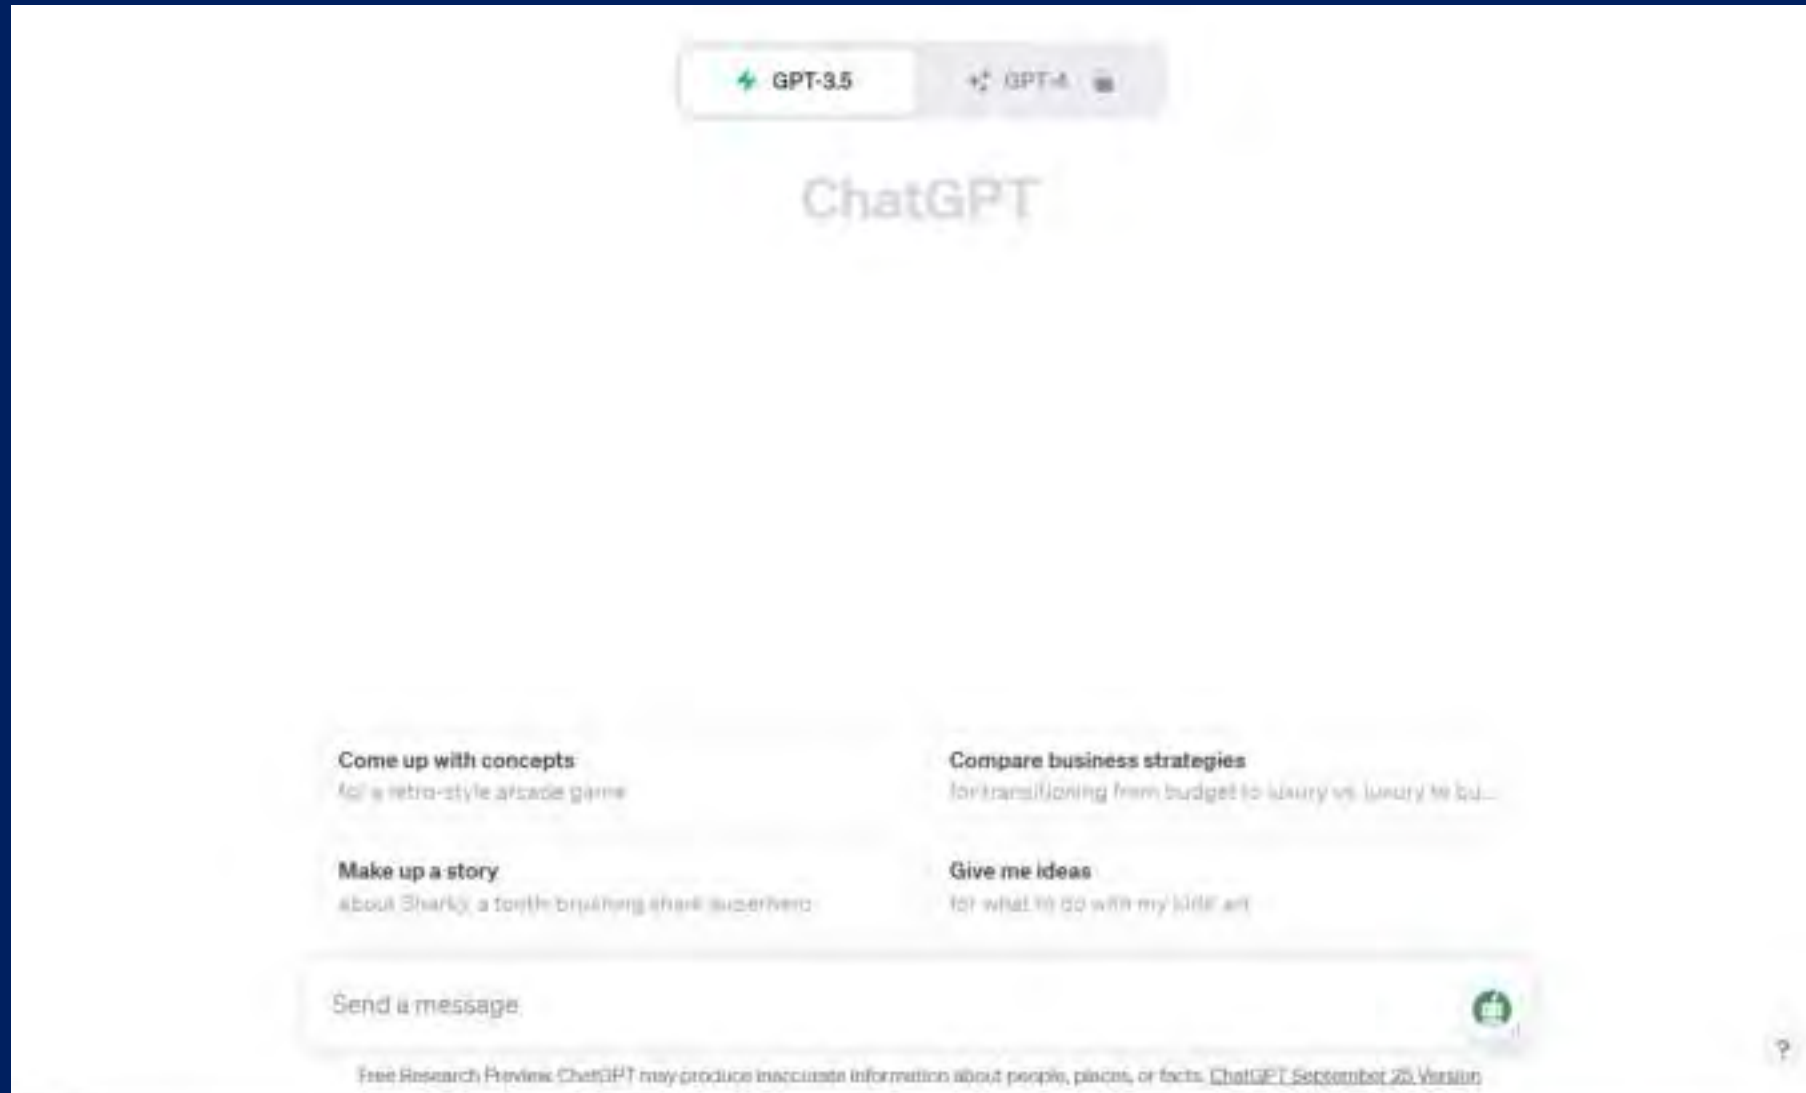 GPT-3.5
GPT-4
ChatGPT
Come up with concepts
for a retro-style arcade game
Compare business strategies
for transitioning from budget to luxury vs. luxury to bu...
Make up a story
about Sharky, a tooth-brushing shark superhero
Give me ideas
for what to do with my kids' art
Send a message
Free Research Preview. ChatGPT may produce inaccurate information about people, places, or facts. ChatGPT September 25 Version
?